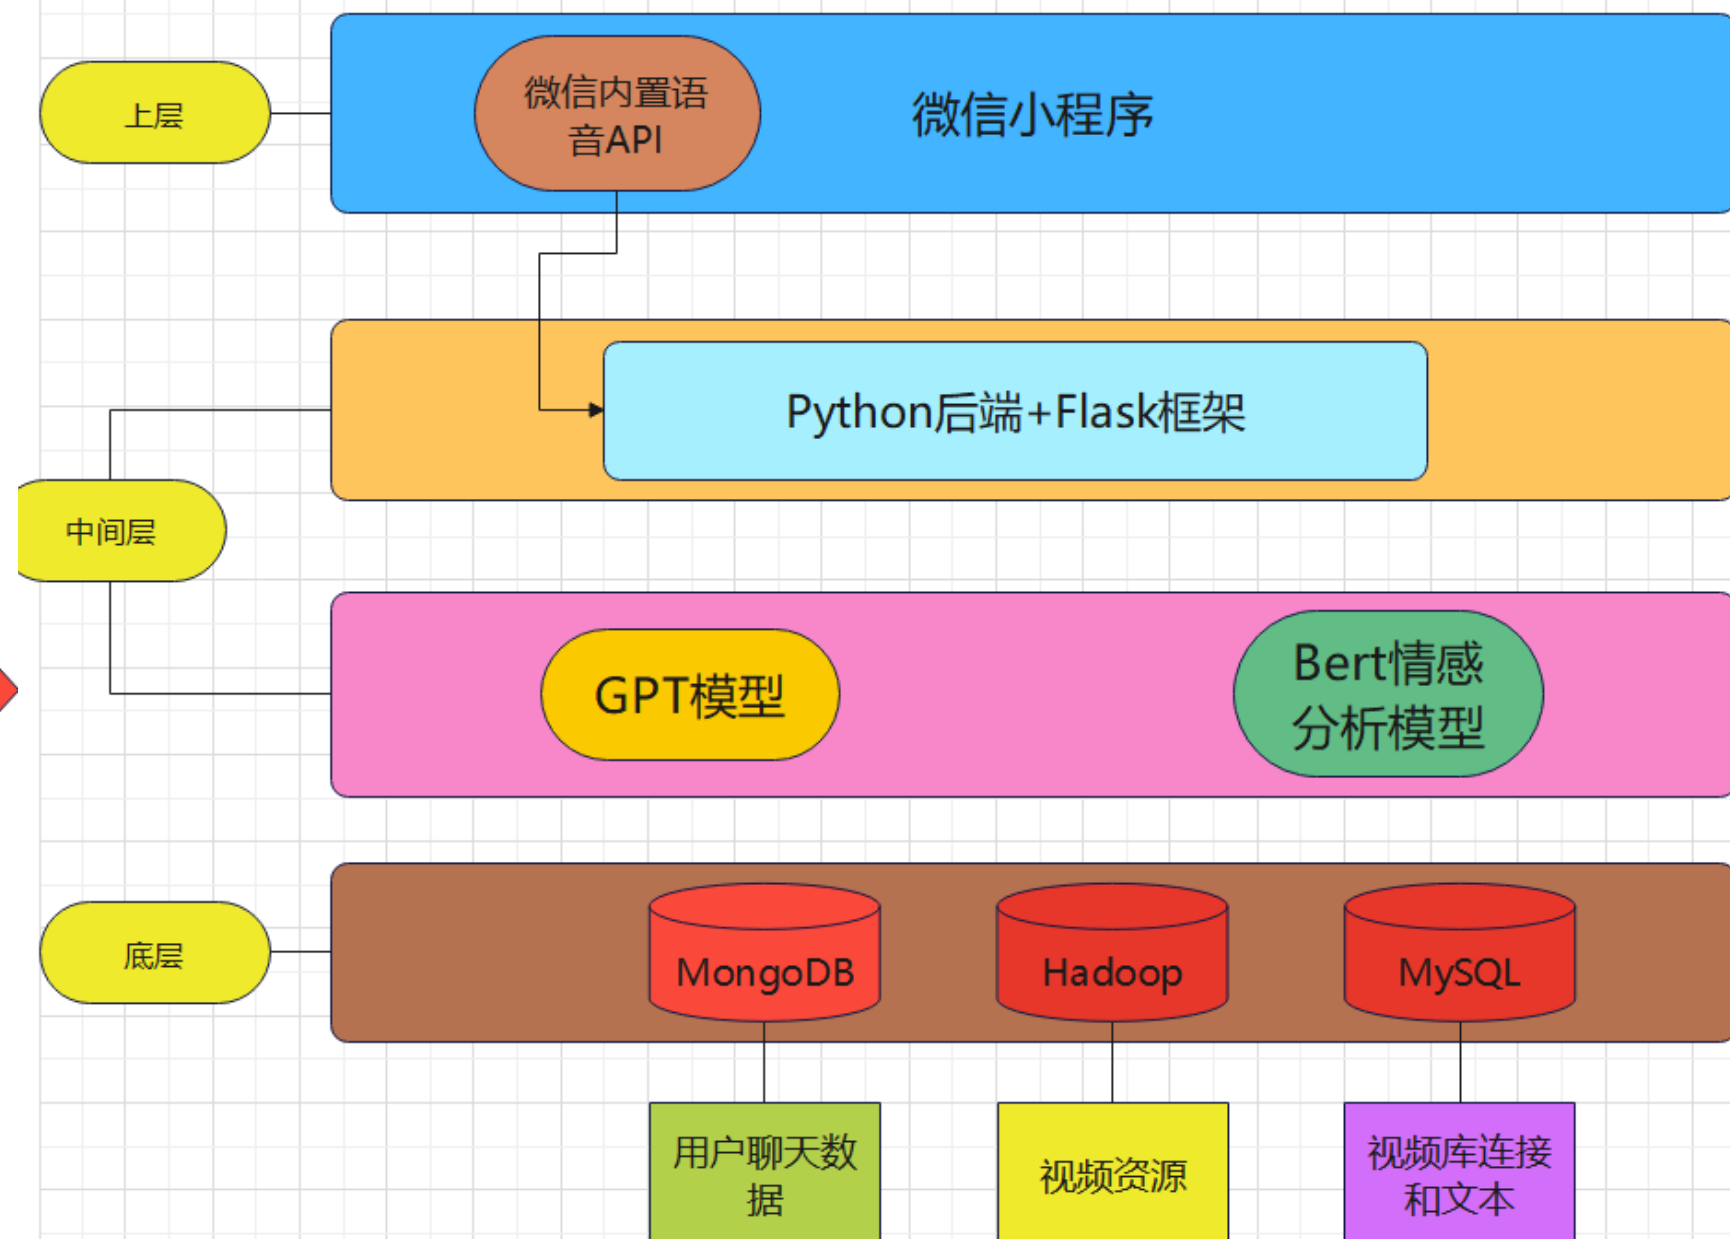 上层
微信内置语
音API
微信小程序
Python后端+Flask框架
中间层
GPT模型
Bert情感
分析模型
底层
MongoDB
Hadoop
MySQL
用户聊天数
据
视频资源
视频库连接
和文本